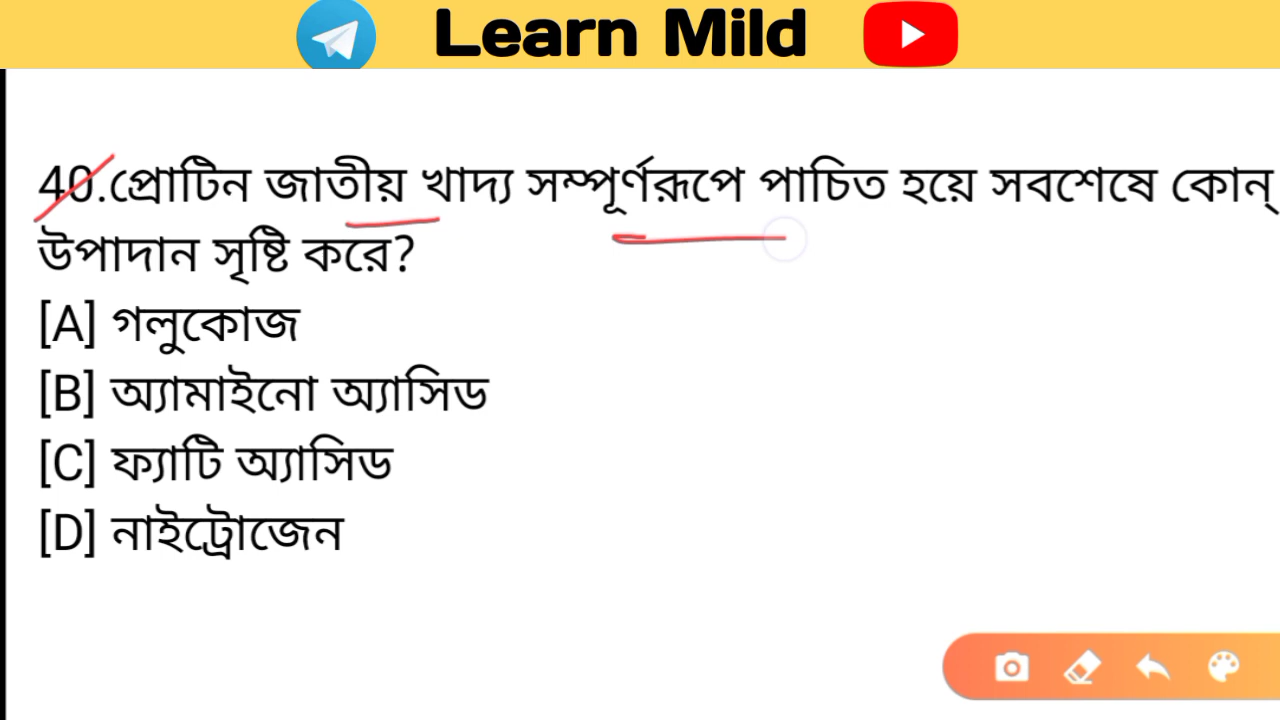 Learn Mild
40.প্রোটিন জাতীয় খাদ্য সম্পূর্ণরূপে পাচিত হয়ে সবশেষে কোন্
উপাদান সৃষ্টি করে?
[A] গলুকোজ
[B] অ্যামাইনো অ্যাসিড
[C] ফ্যাটি অ্যাসিড
[D] নাইট্রোজেন